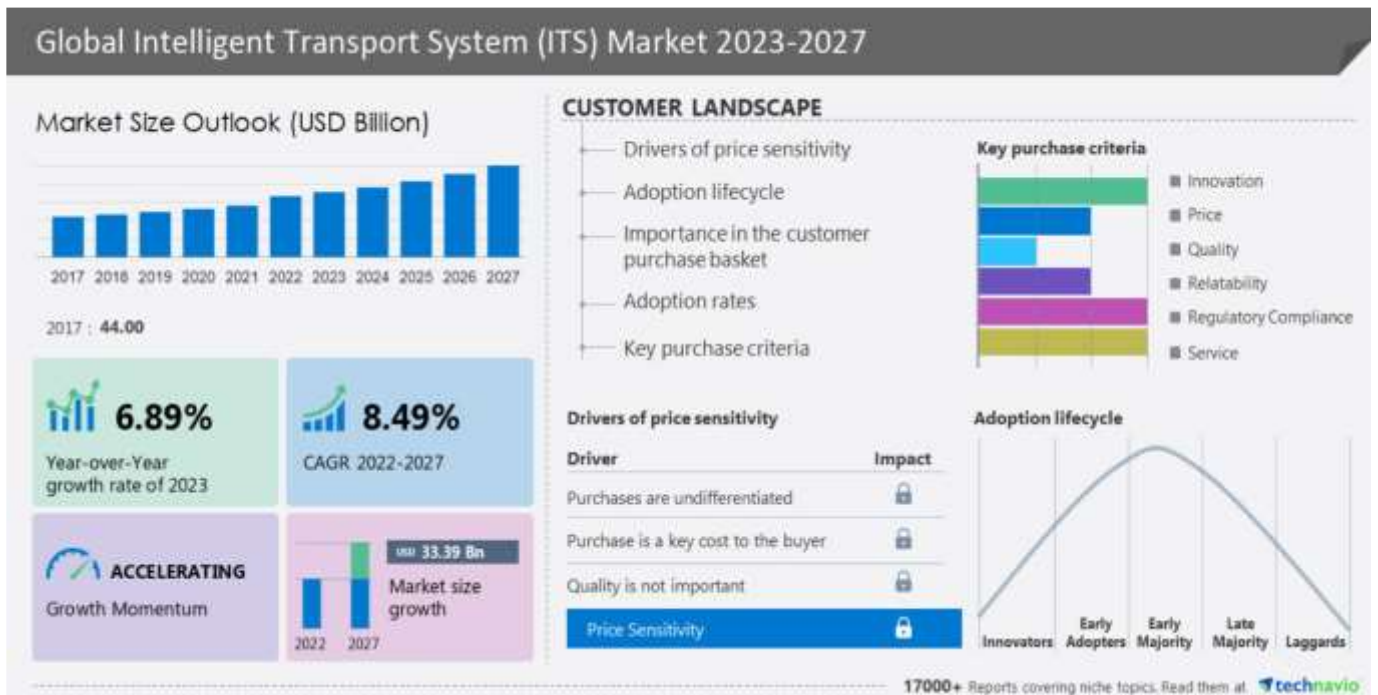 Global Intelligent Transport System (ITS) Market 2023-2027
Market Size Outlook (USD Billion)
2017 2018 2019 2020 2021 2022 2023 2024 2025 2026 2027
2017 : 44.00
6.89%
Year-over-Year
growth rate of 2023
8.49%
CAGR 2022-2027
ACCELERATING
Growth Momentum
USD 33.39 Bn
Market size
growth
2022 2027
CUSTOMER LANDSCAPE
Drivers of price sensitivity
Adoption lifecycle
Importance in the customer
purchase basket
Adoption rates
Key purchase criteria
Key purchase criteria
Innovation
Price
Quality
Relatability
Regulatory Compliance
Service
Drivers of price sensitivity
Driver Impact
Purchases are undifferentiated
Purchase is a key cost to the buyer
Quality is not important
Price Sensitivity
Adoption lifecycle
Innovators
Early
Adopters
Early
Majority
Late
Majority
Laggards
17000+ Reports covering niche topics. Read them at technavio